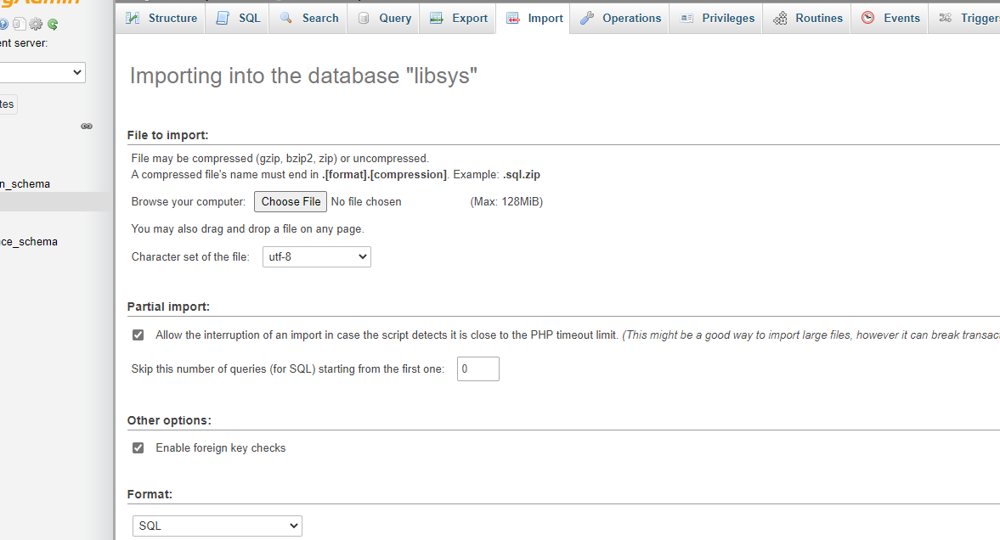 gAdmin
ent server:
tes
n_schema
ce_schema
Structure SQL Search Query Export Import Operations Privileges Routines Events Trigger
Importing into the database "libsys"
File to import:
File may be compressed (gzip, bzip2, zip) or uncompressed.
A compressed file's name must end in .[format].[compression]. Example: .sql.zip
Browse your computer: Choose File No file chosen (Max: 128MiB)
You may also drag and drop a file on any page.
Character set of the file: utf-8
Partial import:
Allow the interruption of an import in case the script detects it is close to the PHP timeout limit. (This might be a good way to import large files, however it can break transac
Skip this number of queries (for SQL) starting from the first one: 0
Other options:
Enable foreign key checks
Format:
SQL